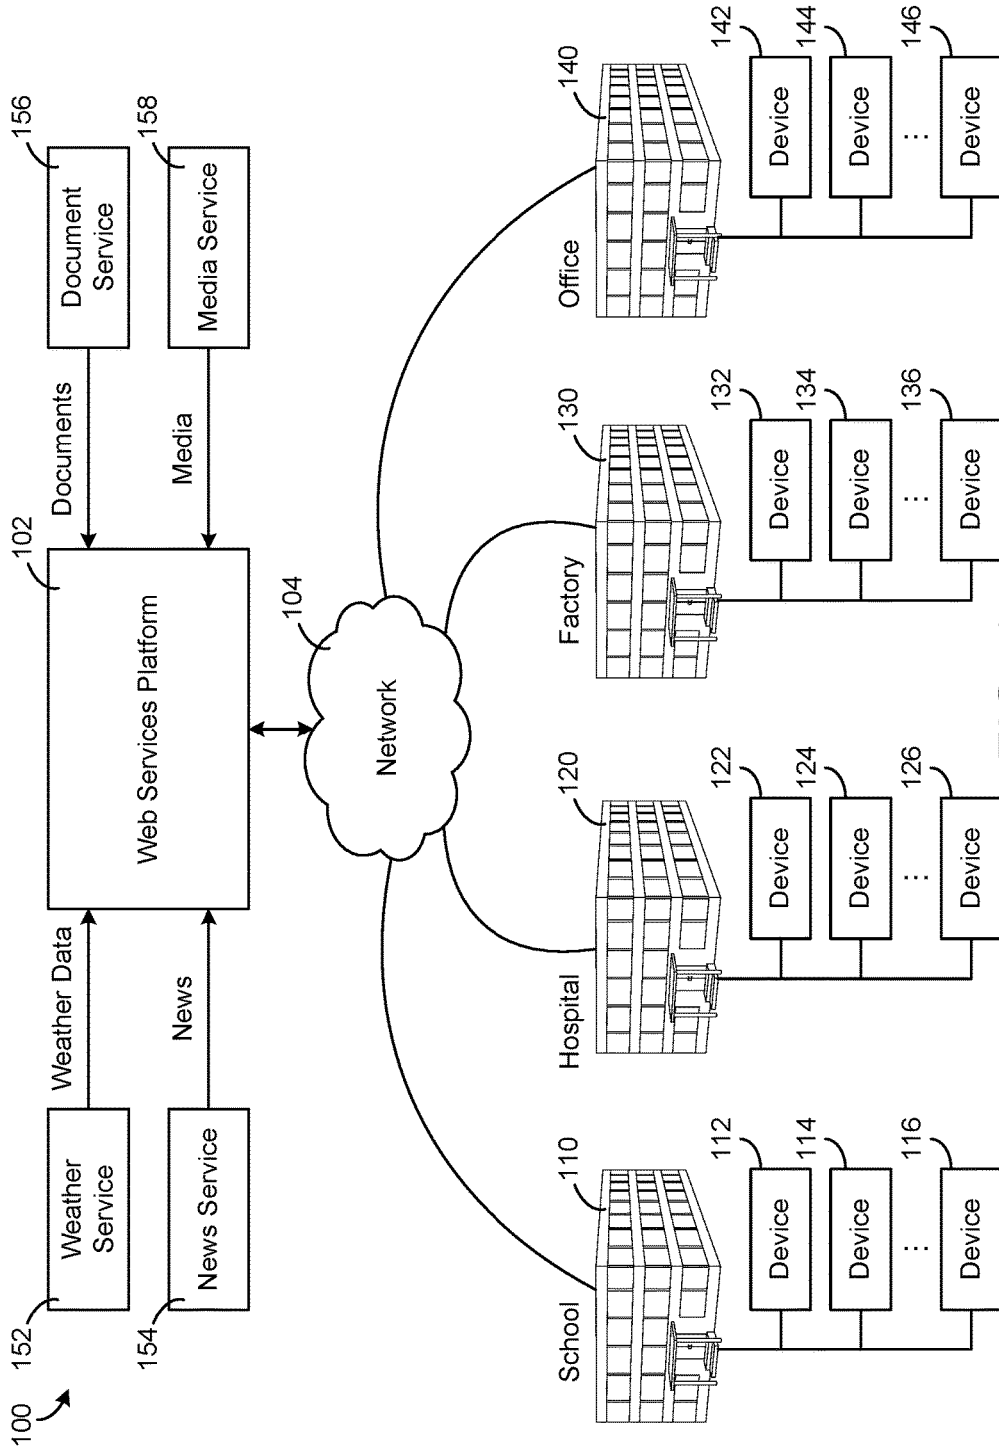 100
152
Weather
Service
Weather Data
154
News Service
News
102
Web Services Platform
Documents
Document
Service
156
Media
Media Service
158
104
Network
School
110
Hospital
120
Factory
130
Office
140
Device
112
Device
114
...
Device
116
Device
122
Device
124
...
Device
126
Device
132
Device
134
...
Device
136
Device
142
Device
144
...
Device
146